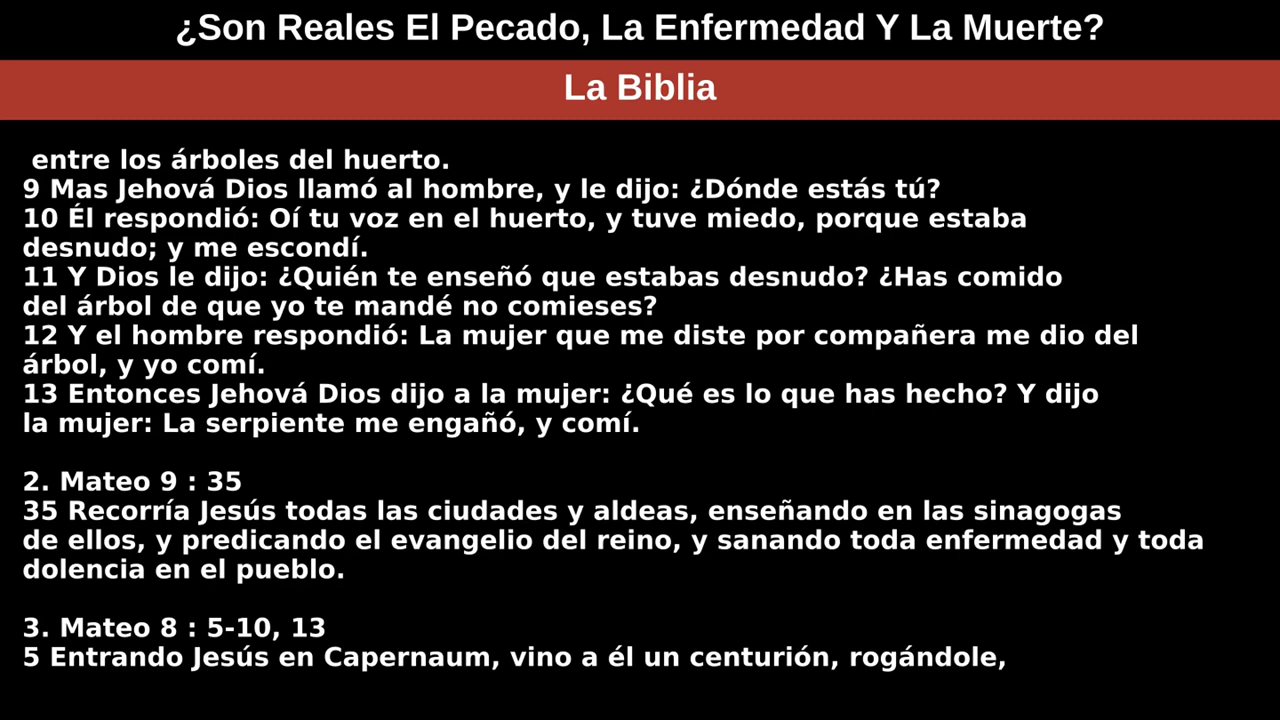 ¿Son Reales El Pecado, La Enfermedad Y La Muerte?
La Biblia
entre los árboles del huerto.
9 Mas Jehová Dios llamó al hombre, y le dijo: ¿Dónde estás tú?
10 Él respondió: Oí tu voz en el huerto, y tuve miedo, porque estaba
desnudo; y me escondí.
11 Y Dios le dijo: ¿Quién te enseñó que estabas desnudo? ¿Has comido
del árbol de que yo te mandé no comieses?
12 Y el hombre respondió: La mujer que me diste por compañera me dio del
árbol, y yo comí.
13 Entonces Jehová Dios dijo a la mujer: ¿Qué es lo que has hecho? Y dijo
la mujer: La serpiente me engañó, y comí.
2. Mateo 9 : 35
35 Recorría Jesús todas las ciudades y aldeas, enseñando en las sinagogas
de ellos, y predicando el evangelio del reino, y sanando toda enfermedad y toda
dolencia en el pueblo.
3. Mateo 8 : 5-10, 13
5 Entrando Jesús en Capernaum, vino a él un centurión, rogándole,